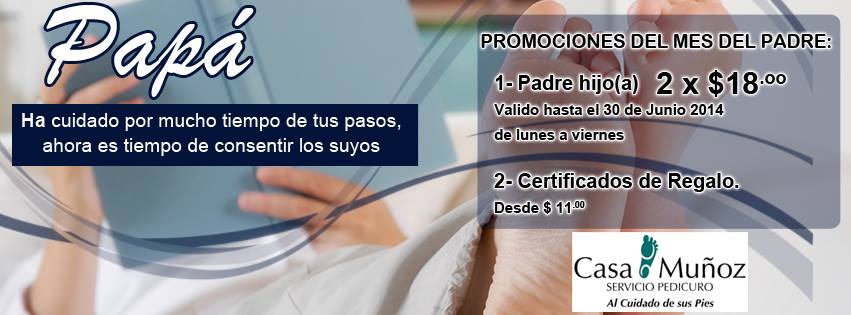 Papá
Ha cuidado por mucho tiempo de tus pasos,
ahora es tiempo de consentir los suyos
PROMOCIONES DEL MES DEL PADRE:
1- Padre hijo(a) 2 x $18.00
Valido hasta el 30 de Junio 2014
de lunes a viernes
2- Certificados de Regalo.
Desde $ 11.00
Casa Muñoz
SERVICIO PEDICURO
Al Cuidado de sus Pies